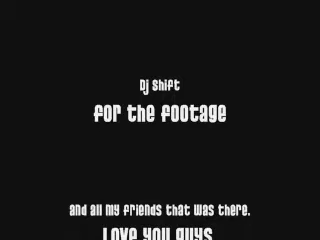 Dj Shift
for the footage
and all my friends that was there.
Love you guys